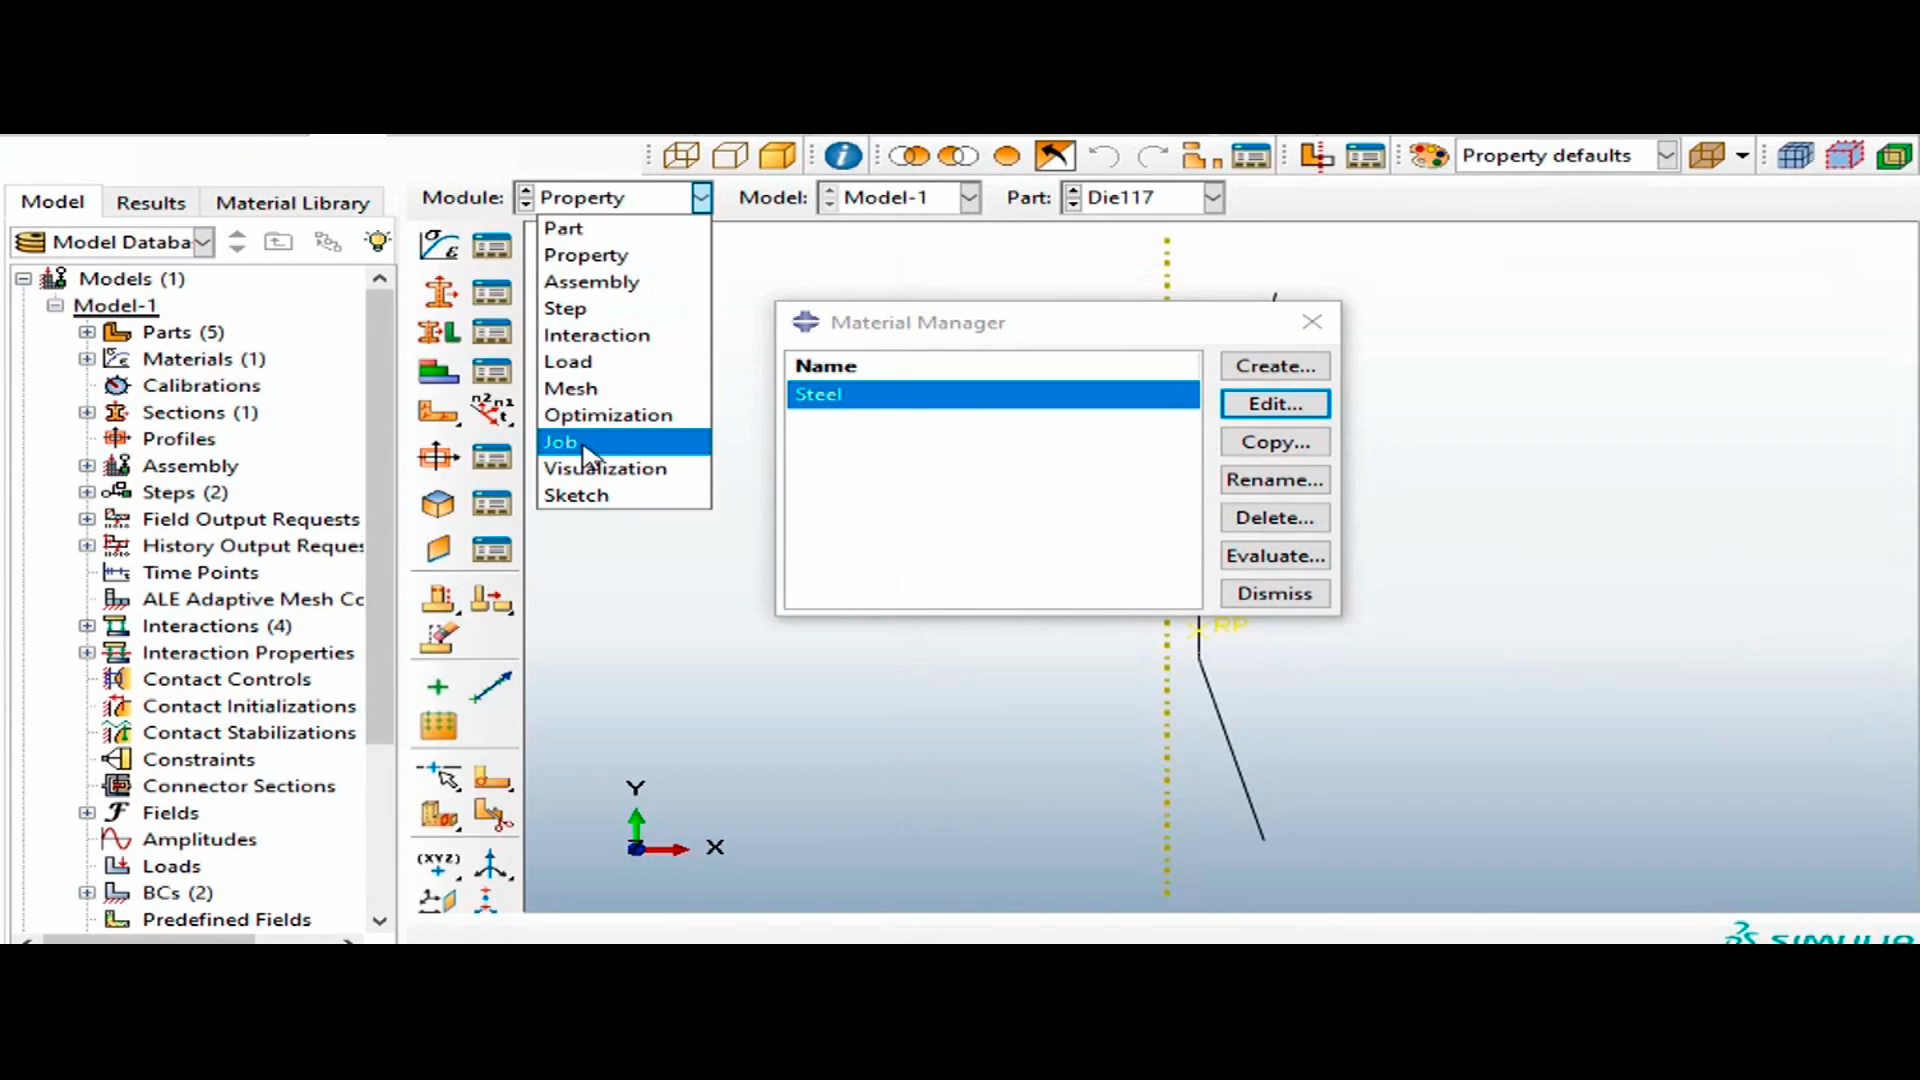 Property defaults
Model
Results
Material Library
Module:
Property
Model:
Model-1
Part:
Die117
Model Databa
Models (1)
Model-1
Parts (5)
Materials (1)
Calibrations
Sections (1)
Profiles
Assembly
Steps (2)
Field Output Requests
History Output Reques
Time Points
ALE Adaptive Mesh Co
Interactions (4)
Interaction Properties
Contact Controls
Contact Initializations
Contact Stabilizations
Constraints
Connector Sections
Fields
Amplitudes
Loads
BCs (2)
Predefined Fields
Part
Property
Assembly
Step
Interaction
Load
Mesh
Optimization
Job
Visualization
Sketch
Material Manager
Name
Steel
Create...
Edit...
Copy...
Rename...
Delete...
Evaluate...
Dismiss
RP
Y
X
(XYZ)
SIMULIA